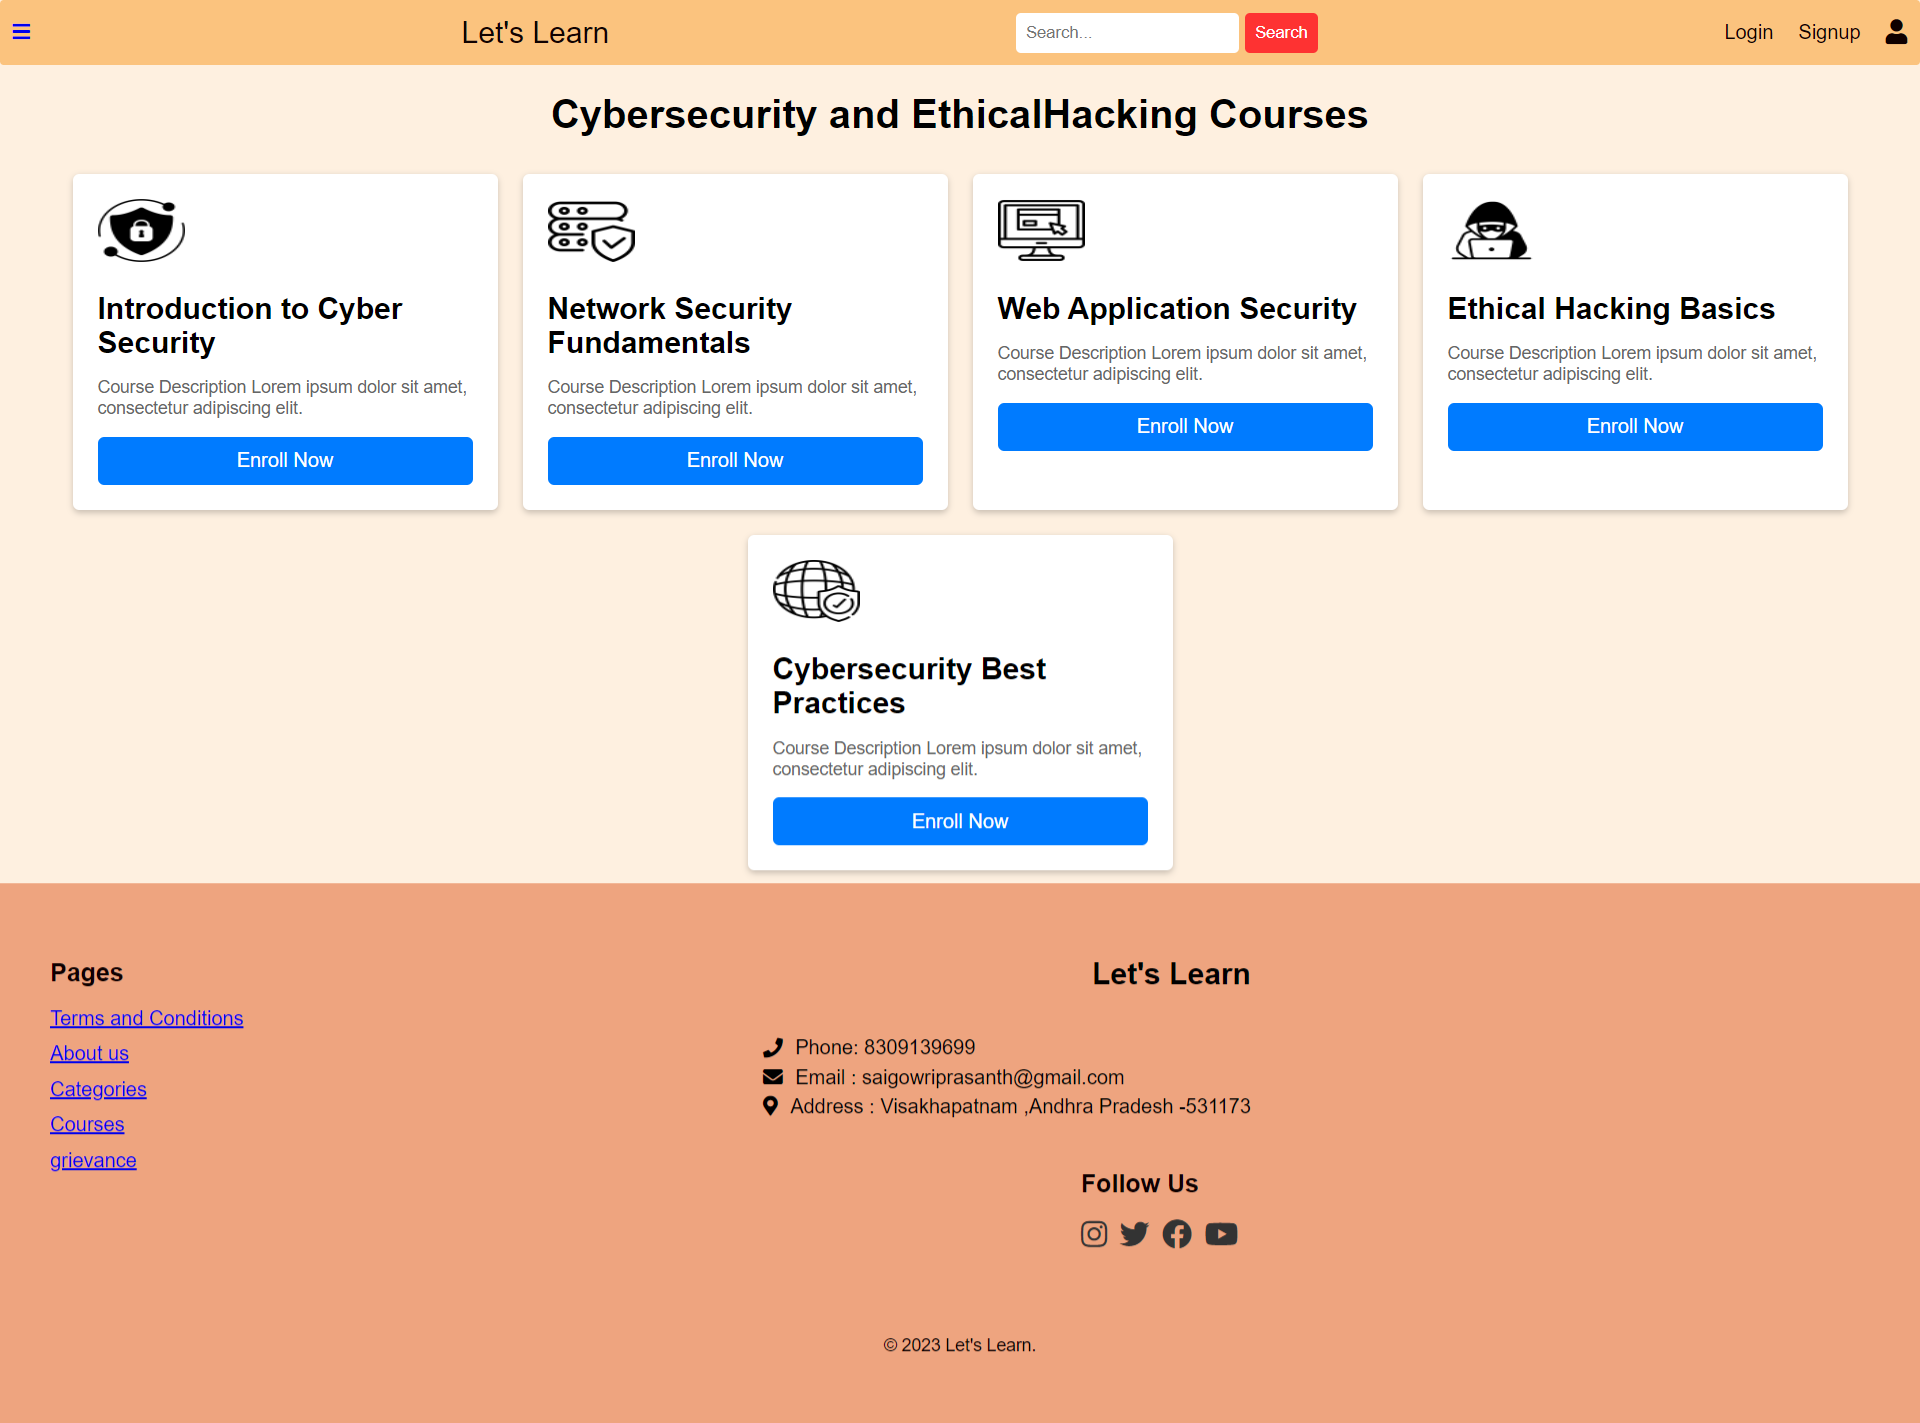 Let's Learn
Search...
Search
Login
Signup
Cybersecurity and EthicalHacking Courses
Introduction to Cyber
Security
Course Description Lorem ipsum dolor sit amet,
consectetur adipiscing elit.
Enroll Now
Network Security
Fundamentals
Course Description Lorem ipsum dolor sit amet,
consectetur adipiscing elit.
Enroll Now
Web Application Security
Course Description Lorem ipsum dolor sit amet,
consectetur adipiscing elit.
Enroll Now
Ethical Hacking Basics
Course Description Lorem ipsum dolor sit amet,
consectetur adipiscing elit.
Enroll Now
Cybersecurity Best
Practices
Course Description Lorem ipsum dolor sit amet,
consectetur adipiscing elit.
Enroll Now
Pages
Terms and Conditions
About us
Categories
Courses
grievance
Let's Learn
Phone: 8309139699
Email : saigowriprasanth@gmail.com
Address : Visakhapatnam ,Andhra Pradesh -531173
Follow Us
© 2023 Let's Learn.